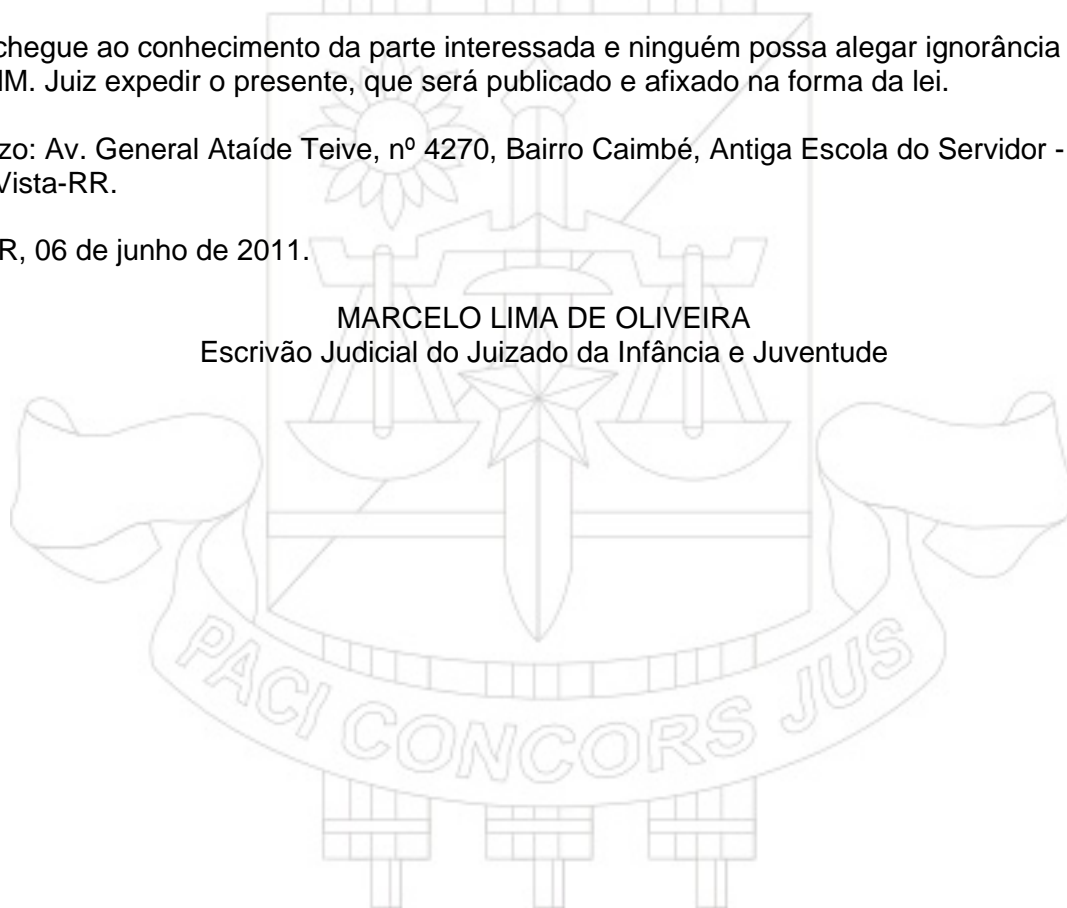 chegue ao conhecimento da parte interessada e ninguém possa alegar ignorância
MM. Juiz expedir o presente, que será publicado e afixado na forma da lei.
zo: Av. General Ataíde Teive, nº 4270, Bairro Caimbé, Antiga Escola do Servidor -
Vista-RR.
R, 06 de junho de 2011.
MARCELO LIMA DE OLIVEIRA
Escrivão Judicial do Juizado da Infância e Juventude
PACI CONCORS JUS